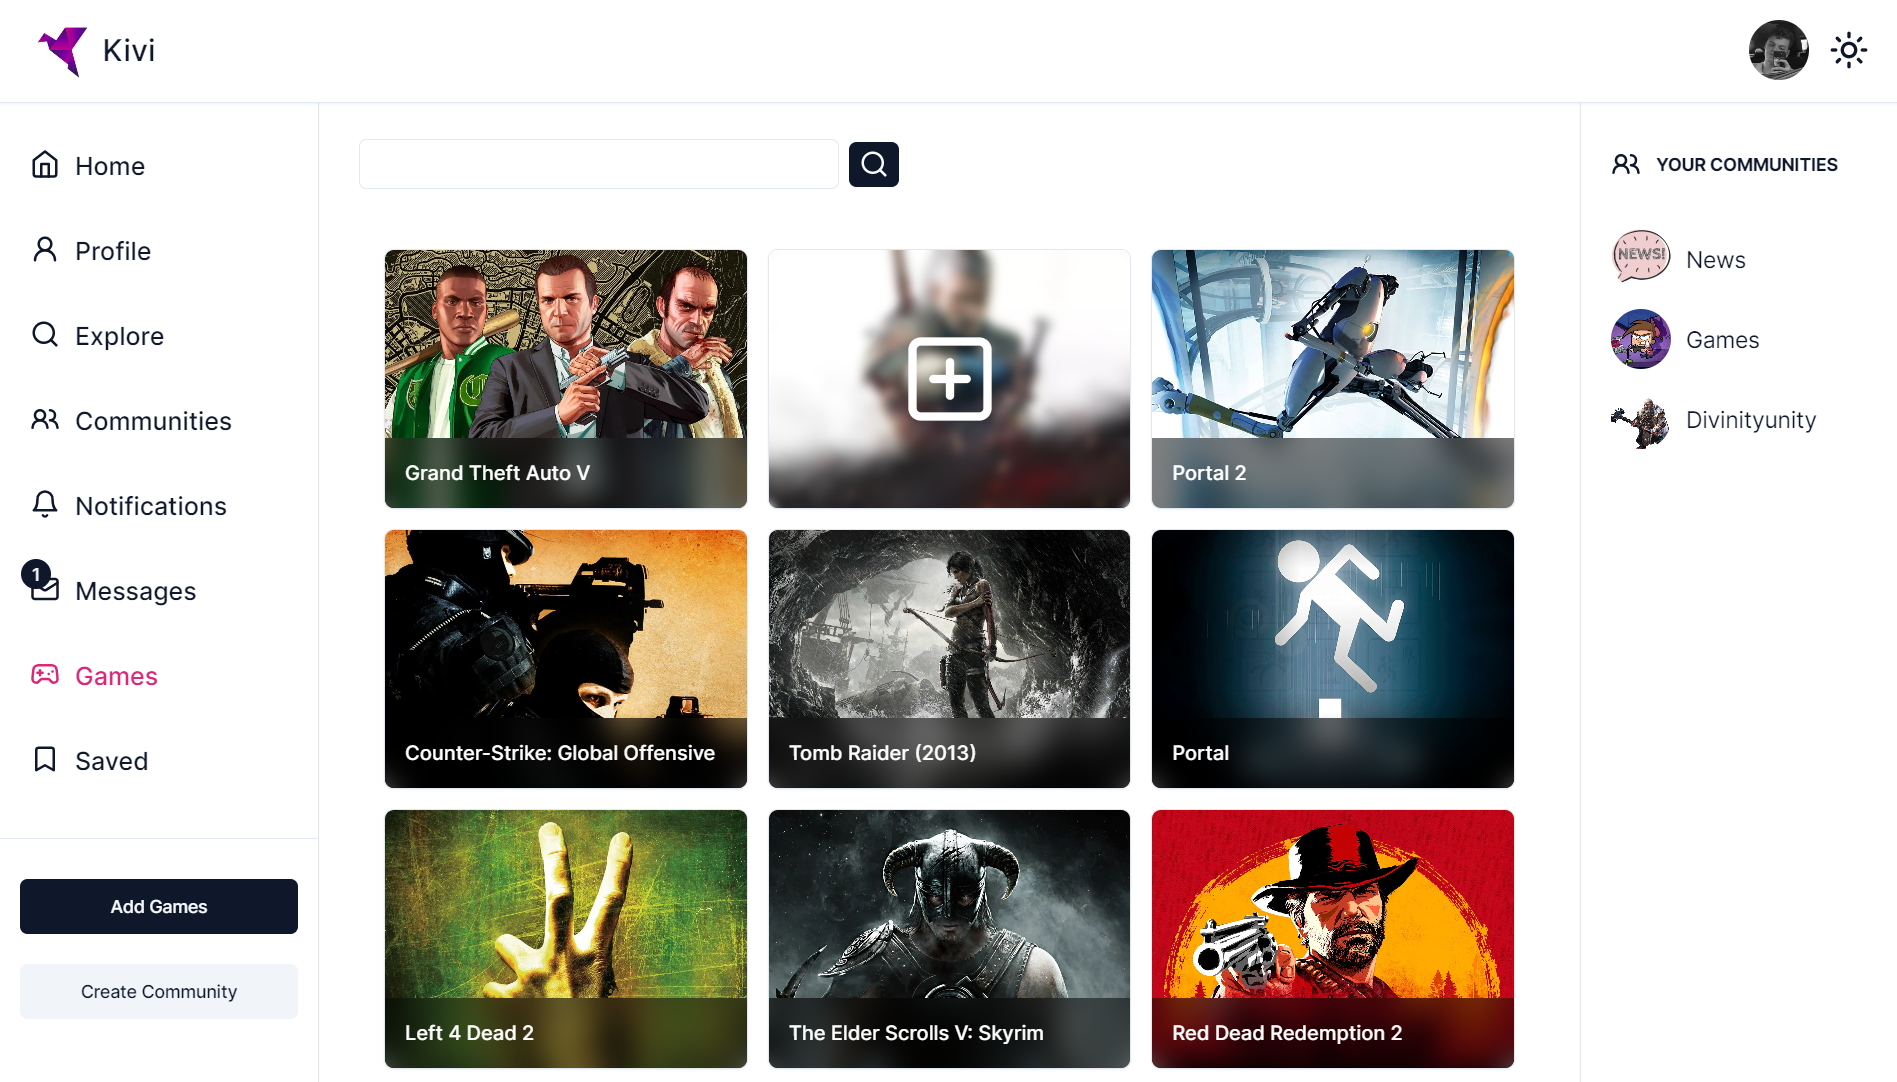 Kivi
Home
Profile
Explore
Communities
Notifications
1
Messages
Games
Saved
Add Games
Create Community
Grand Theft Auto V
Portal 2
Counter-Strike: Global Offensive
Tomb Raider (2013)
Portal
Left 4 Dead 2
The Elder Scrolls V: Skyrim
Red Dead Redemption 2
YOUR COMMUNITIES
NEWS!
News
Games
Divinityunity